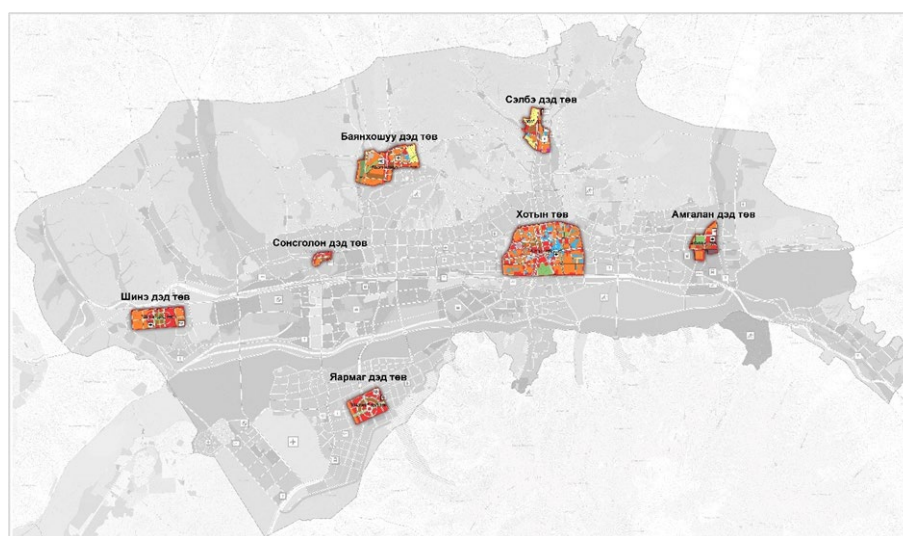 Сэлбэ дэд төв
Баянхошуу дэд төв
Хотын төв
Амгалан дэд төв
Сонсголон дэд төв
Шинэ дэд төв
Яармаг дэд төв